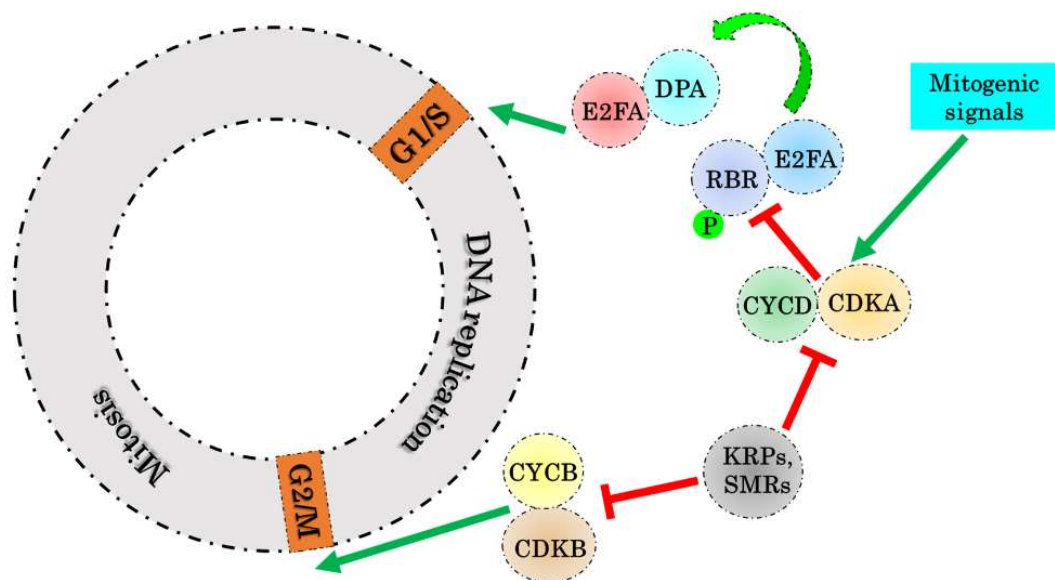 DPA
E2FA
Mitogenic
signals
G1/S
E2FA
RBR
P
CYCD
CDKA
DNA replication
Mitosis
G2/M
CYCB
CDKB
KRPs,
SMRs